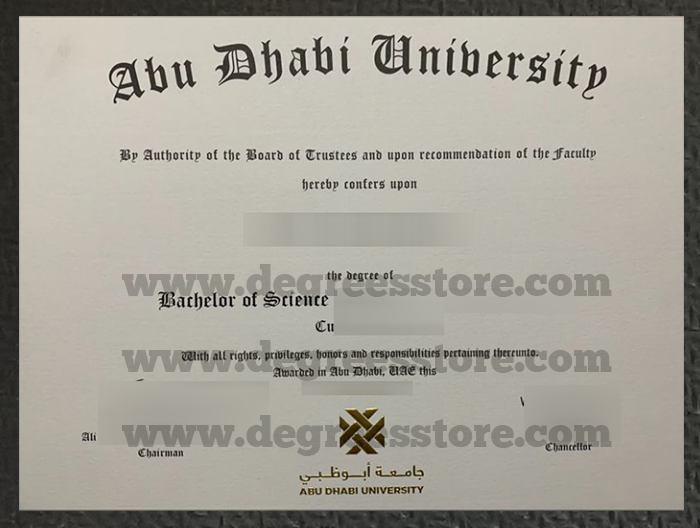 Abu Dhabi University
By Authority of the Board of Trustees and upon recommendation of the Faculty
hereby confers upon
the degree of
www.degreesstore.com
Bachelor of Science
Cu
With all rights, privileges, honors and responsibilities pertaining thereunto.
www.degreesstore.com
Awarded in Abu Dhabi, UAE this
Ali
www.degreesstore.com
Chairman
Chancellor
جامعة أبوظبي
ABU DHABI UNIVERSITY